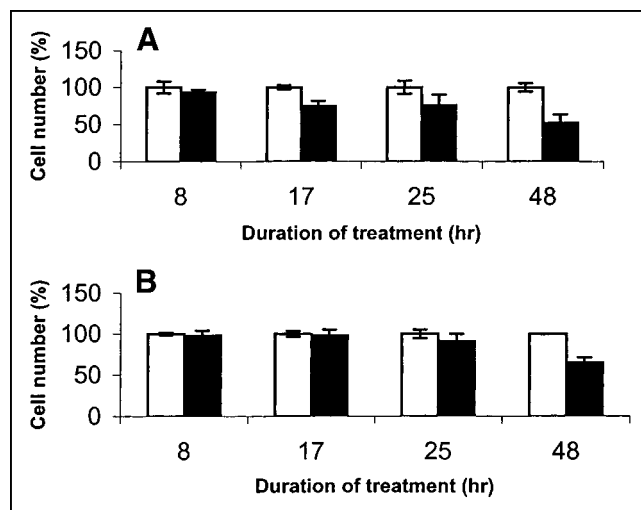 A
Cell number (%)
150
100
50
0
8 17 25 48
Duration of treatment (hr)
B
Cell number (%)
150
100
50
0
8 17 25 48
Duration of treatment (hr)